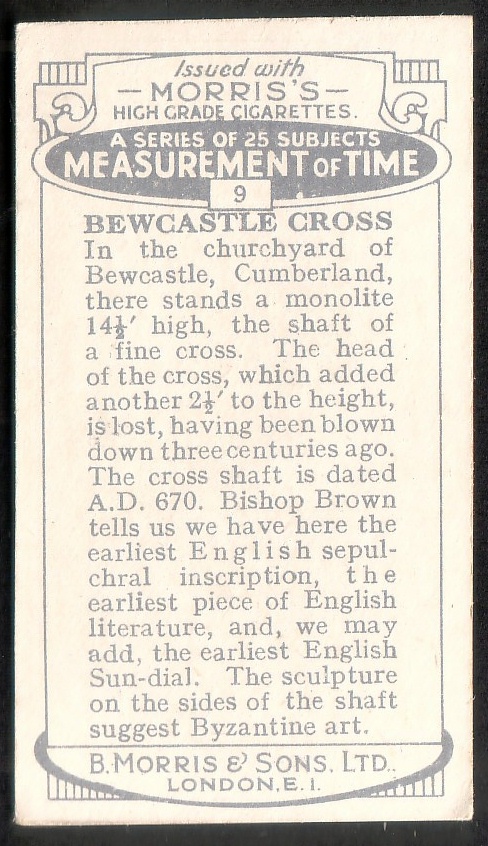 Issued with
—MORRIS'S—
HIGH GRADE CIGARETTES.
A SERIES OF 25 SUBJECTS
MEASUREMENT OF TIME
9
BEWCASTLE CROSS
In the churchyard of
Bewcastle, Cumberland,
there stands a monolite
14½′ high, the shaft of
a fine cross. The head
of the cross, which added
another 2½′ to the height,
is lost, having been blown
down three centuries ago.
The cross shaft is dated
A.D. 670. Bishop Brown
tells us we have here the
earliest English sepul-
chral inscription, the
earliest piece of English
literature, and, we may
add, the earliest English
Sun-dial. The sculpture
on the sides of the shaft
suggest Byzantine art.
B. MORRIS & SONS, LTD.
LONDON, E. 1.